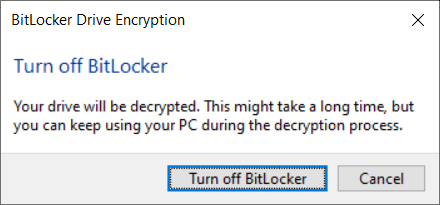 BitLocker Drive Encryption
Turn off BitLocker
Your drive will be decrypted. This might take a long time, but
you can keep using your PC during the decryption process.
Turn off BitLocker
Cancel